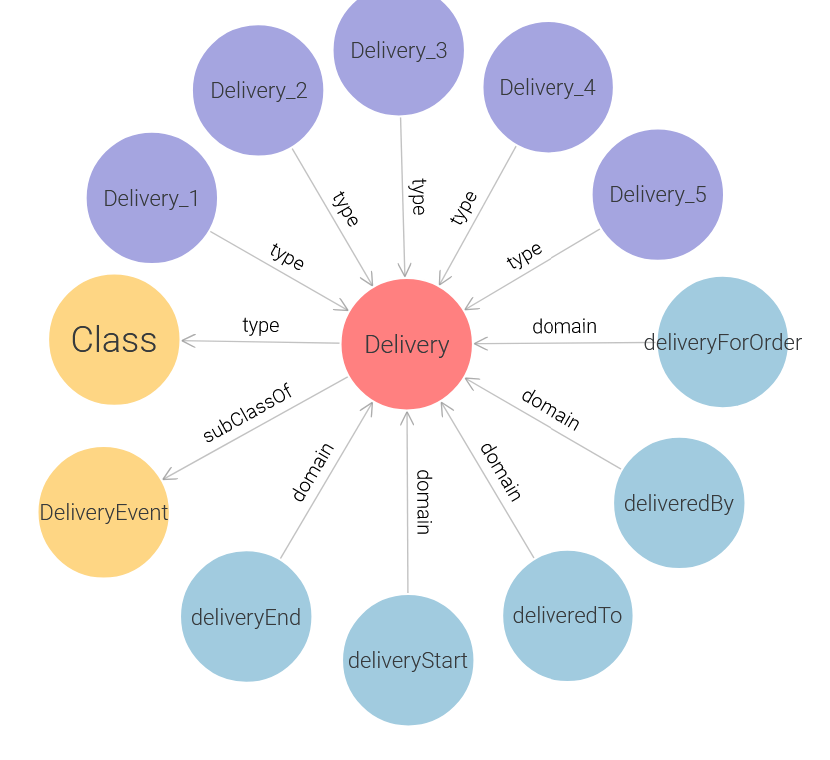 Delivery_3
Delivery_2
Delivery_4
Delivery_1
Delivery_5
type
type
type
type
type
Class
type
Delivery
domain
deliveryForOrder
subClassOf
domain
DeliveryEvent
domain
domain
domain
deliveredBy
deliveryEnd
deliveryStart
deliveredTo